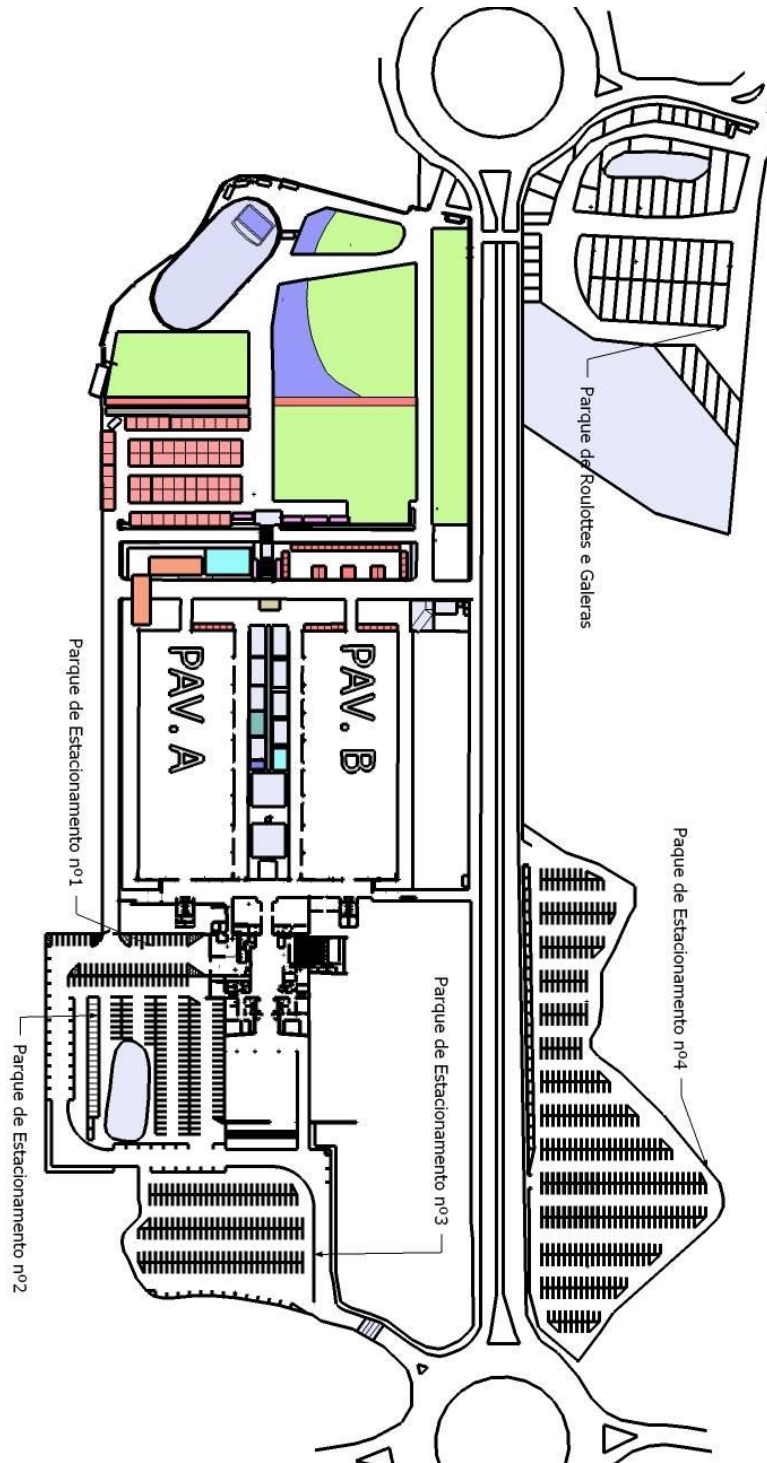 Parque de Roulottes e Galeras
PAV. B
PAV. A
Parque de Estacionamento nº1
Paque de Estacionamento nº4
Parque de Estacionamento nº3
Parque de Estacionamento nº2